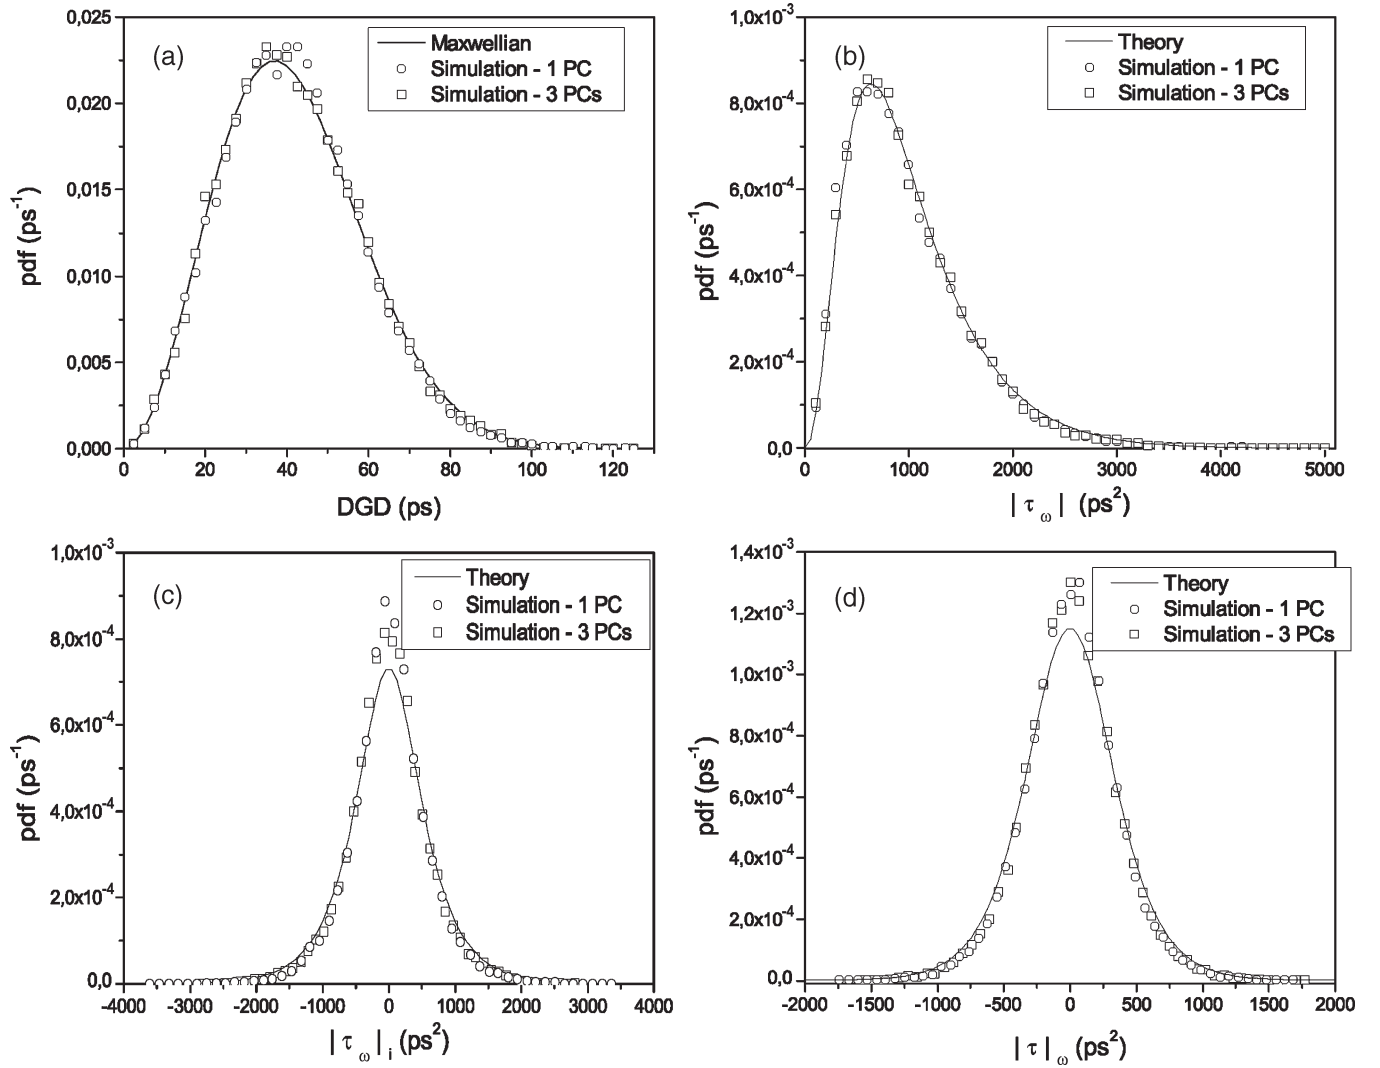 (a)
Maxwellian
Simulation - 1 PC
Simulation - 3 PCs
pdf (ps⁻¹)
0,025
0,020
0,015
0,010
0,005
0,000
0 20 40 60 80 100 120
DGD (ps)
(b)
Theory
Simulation - 1 PC
Simulation - 3 PCs
pdf (ps⁻¹)
1,0x10⁻³
8,0x10⁻⁴
6,0x10⁻⁴
4,0x10⁻⁴
2,0x10⁻⁴
0,0
0 1000 2000 3000 4000 5000
| τ ω | (ps²)
(c)
Theory
Simulation - 1 PC
Simulation - 3 PCs
pdf (ps⁻¹)
1,0x10⁻³
8,0x10⁻⁴
6,0x10⁻⁴
4,0x10⁻⁴
2,0x10⁻⁴
0,0
-4000 -3000 -2000 -1000 0 1000 2000 3000 4000
| τ ω | i (ps²)
(d)
Theory
Simulation - 1 PC
Simulation - 3 PCs
pdf (ps⁻¹)
1,4x10⁻³
1,2x10⁻³
1,0x10⁻³
8,0x10⁻⁴
6,0x10⁻⁴
4,0x10⁻⁴
2,0x10⁻⁴
0,0
-2000 -1500 -1000 -500 0 500 1000 1500 2000
| τ | ω (ps²)